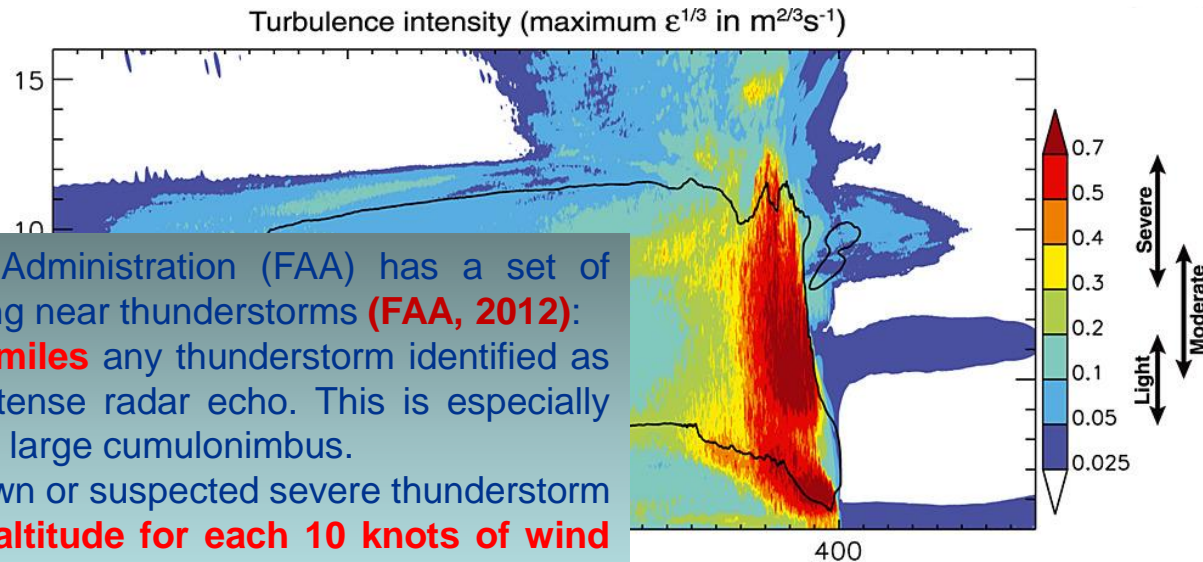 Turbulence intensity (maximum ε^1/3 in m^2/3 s^-1)
15
10
Administration (FAA) has a set of
ng near thunderstorms (FAA, 2012):
miles any thunderstorm identified as
tense radar echo. This is especially
large cumulonimbus.
wn or suspected severe thunderstorm
altitude for each 10 knots of wind
400
0.7
0.5
0.4
0.3
0.2
0.1
0.05
0.025
Severe
Moderate
Light